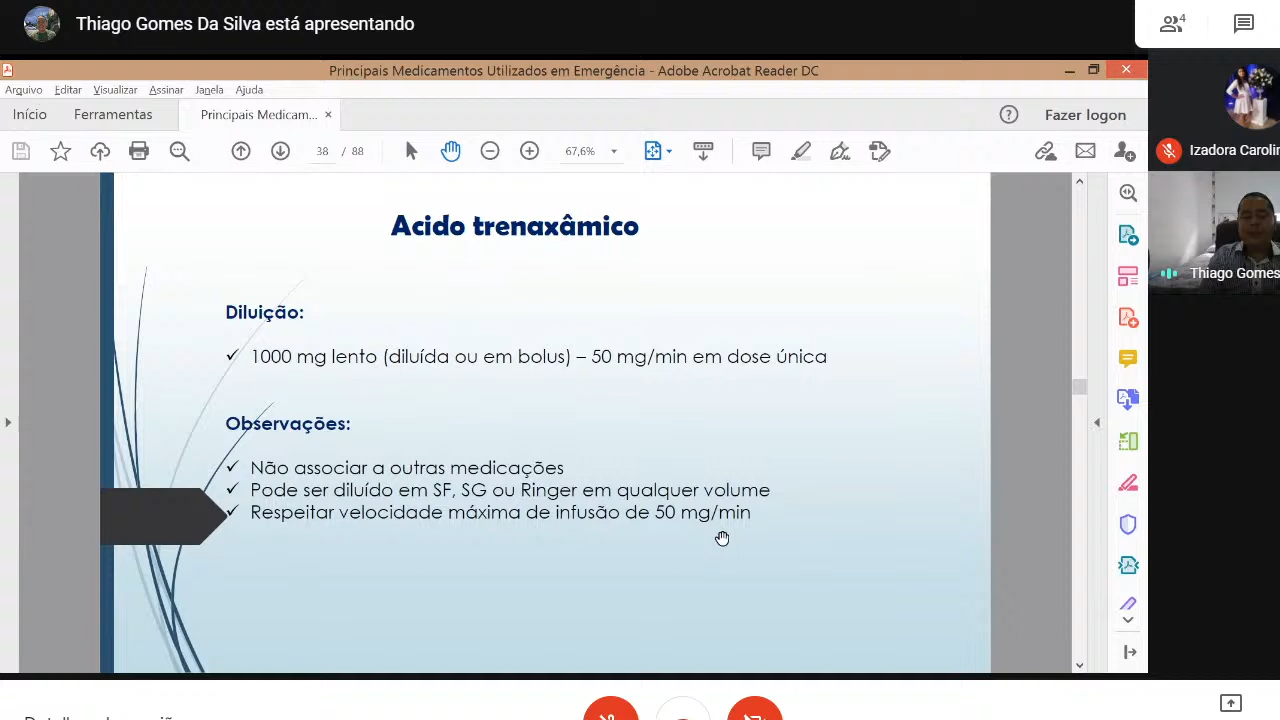 Thiago Gomes Da Silva está apresentando
4
Principais Medicamentos Utilizados em Emergência - Adobe Acrobat Reader DC
Arquivo Editar Visualizar Assinar Janela Ajuda
Início Ferramentas Principais Medicam... × Fazer logon
38 / 88 67,6%
Izadora Carolin
Thiago Gomes
Acido trenaxâmico
Diluição:
1000 mg lento (diluída ou em bolus) – 50 mg/min em dose única
Observações:
Não associar a outras medicações
Pode ser diluído em SF, SG ou Ringer em qualquer volume
Respeitar velocidade máxima de infusão de 50 mg/min